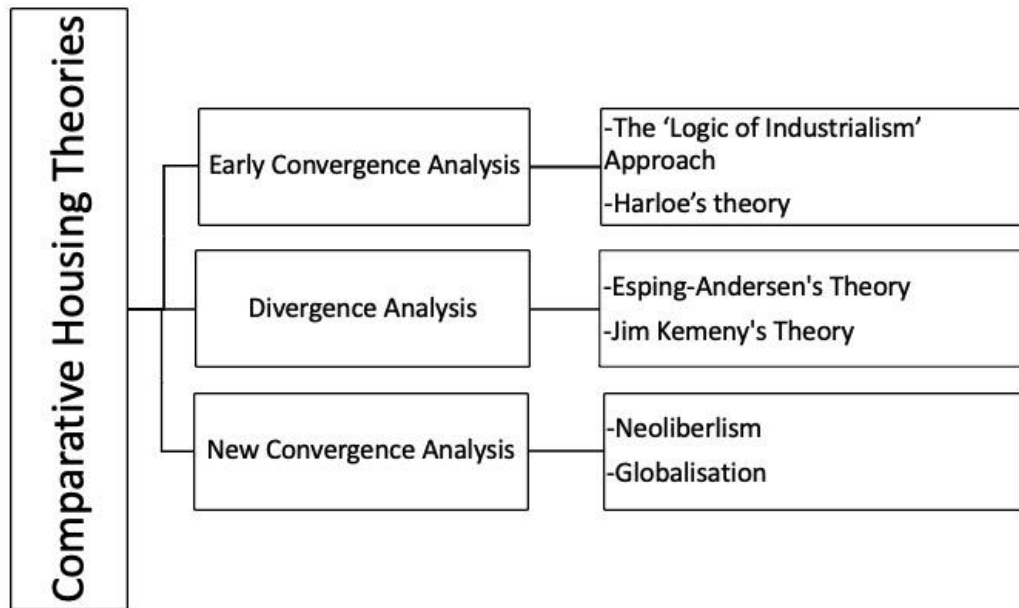 Comparative Housing Theories
Early Convergence Analysis
-The ‘Logic of Industrialism’
Approach
-Harloe’s theory
Divergence Analysis
-Esping-Andersen's Theory
-Jim Kemeny's Theory
New Convergence Analysis
-Neoliberlism
-Globalisation